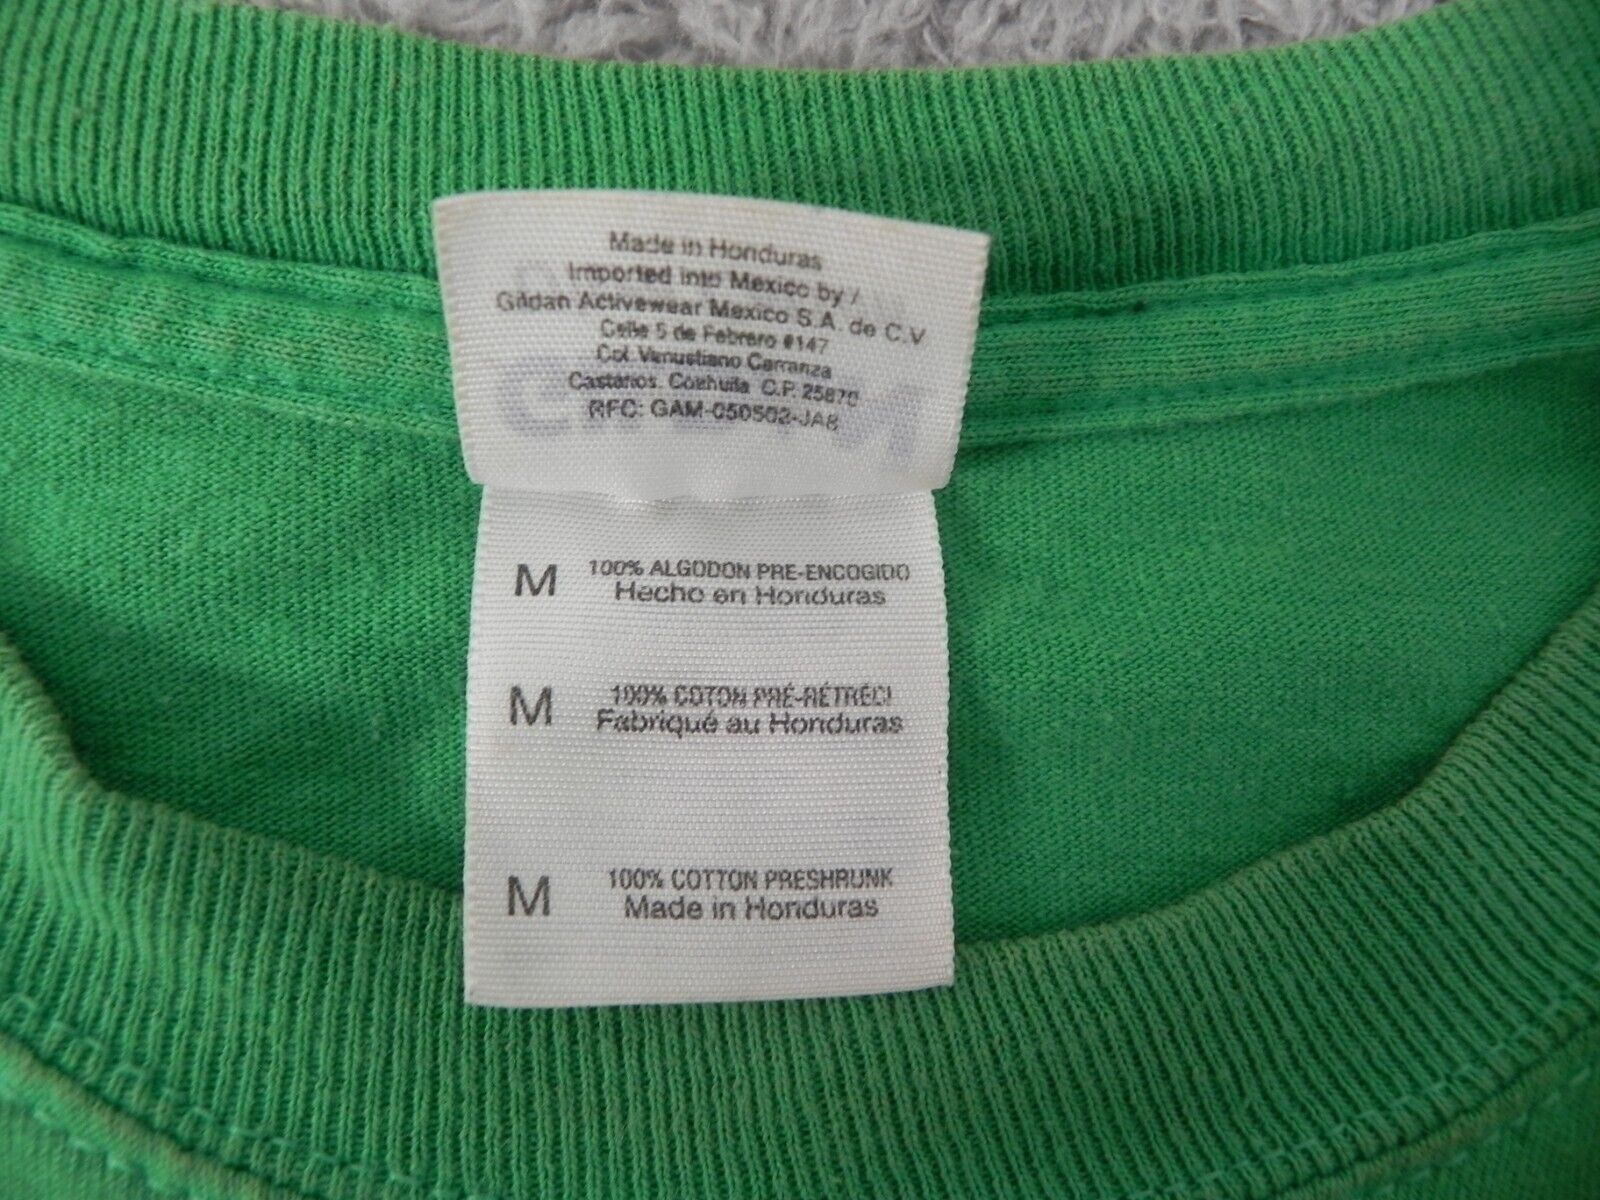 Made in Honduras
Imported into Mexico by /
Gildan Activewear Mexico S.A. de C.V
Calle 5 de Febrero #147
Col. Venustiano Carranza
Castaños, Coahuila C.P. 25870
RFC: GAM-050502-JA8
M 100% ALGODON PRE-ENCOGIDO
Hecho en Honduras
M 100% COTON PRÉ-RÉTRÉCI
Fabriqué au Honduras
M 100% COTTON PRESHRUNK
Made in Honduras